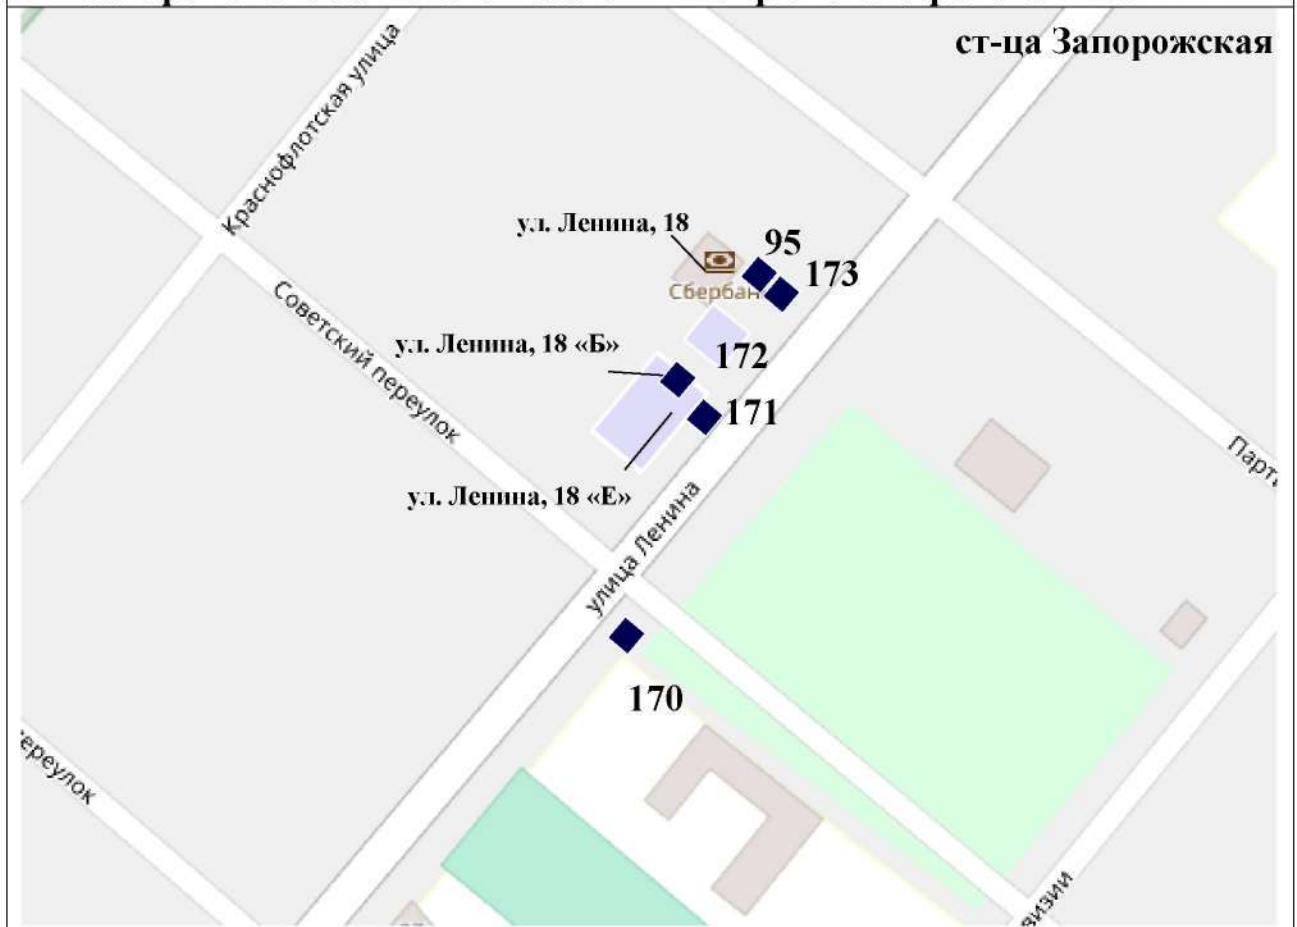 ст-ца Запорожская
Краснофлотская улица
ул. Ленина, 18
95
173
Сбербан
Советский переулок
ул. Ленина, 18 «Б»
172
171
Парт
ул. Ленина, 18 «Е»
улица Ленина
170
ереулок
визии